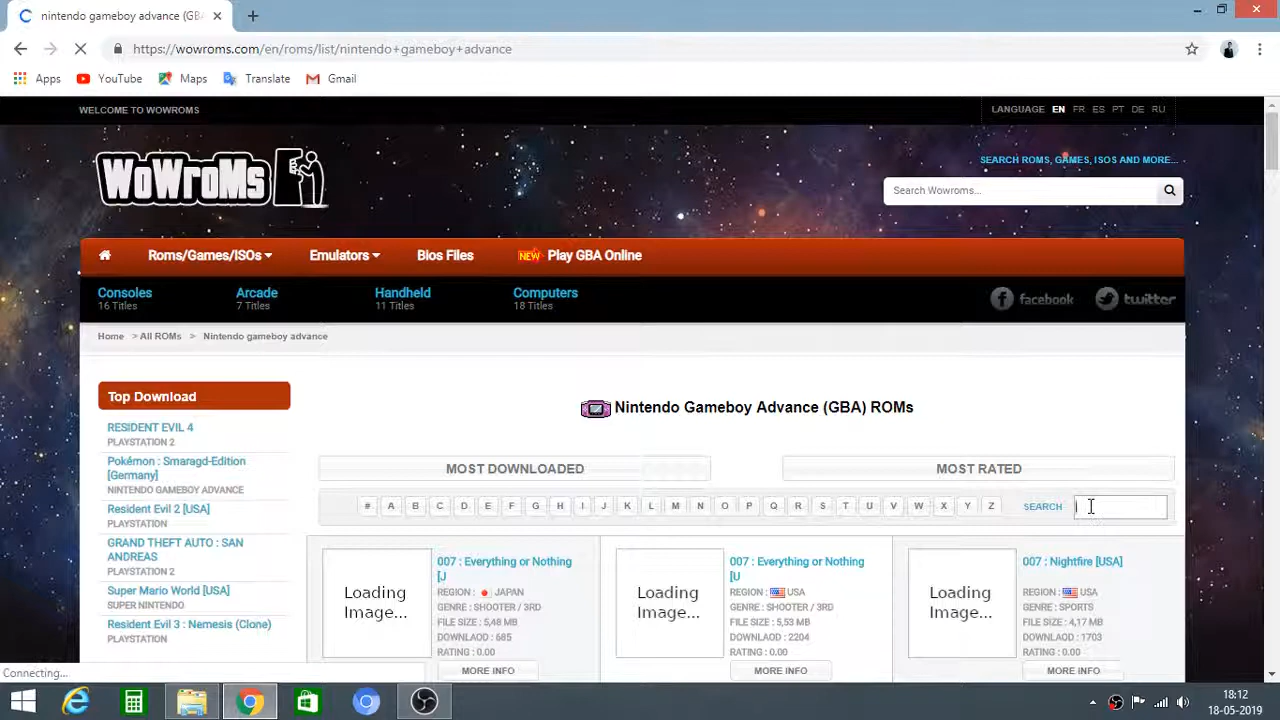 nintendo gameboy advance (GBA
https://wowroms.com/en/roms/list/nintendo+gameboy+advance
Apps YouTube Maps Translate Gmail
WELCOME TO WOWROMS
LANGUAGE EN FR ES PT DE RU
WoWroMs
SEARCH ROMS, GAMES, ISOS AND MORE...
Search Wowroms...
Roms/Games/ISOs Emulators Bios Files NEW Play GBA Online
Consoles Arcade Handheld Computers
16 Titles 7 Titles 11 Titles 18 Titles
facebook twitter
Home > All ROMs > Nintendo gameboy advance
Top Download
RESIDENT EVIL 4
PLAYSTATION 2
Pokémon : Smaragd-Edition
[Germany]
NINTENDO GAMEBOY ADVANCE
Resident Evil 2 [USA]
PLAYSTATION
GRAND THEFT AUTO : SAN
ANDREAS
PLAYSTATION 2
Super Mario World [USA]
SUPER NINTENDO
Resident Evil 3 : Nemesis (Clone)
PLAYSTATION
Nintendo Gameboy Advance (GBA) ROMs
MOST DOWNLOADED MOST RATED
# A B C D E F G H I J K L M N O P Q R S T U V W X Y Z SEARCH
Loading
Image...
007 : Everything or Nothing
[J
REGION : JAPAN
GENRE : SHOOTER / 3RD
FILE SIZE : 5,48 MB
DOWNLAOD : 685
RATING : 0.00
MORE INFO
Loading
Image...
007 : Everything or Nothing
[U
REGION : USA
GENRE : SHOOTER / 3RD
FILE SIZE : 5,53 MB
DOWNLAOD : 2204
RATING : 0.00
MORE INFO
Loading
Image...
007 : Nightfire [USA]
REGION : USA
GENRE : SPORTS
FILE SIZE : 4,17 MB
DOWNLAOD : 1703
RATING : 0.00
MORE INFO
Connecting...
18:12
18-05-2019